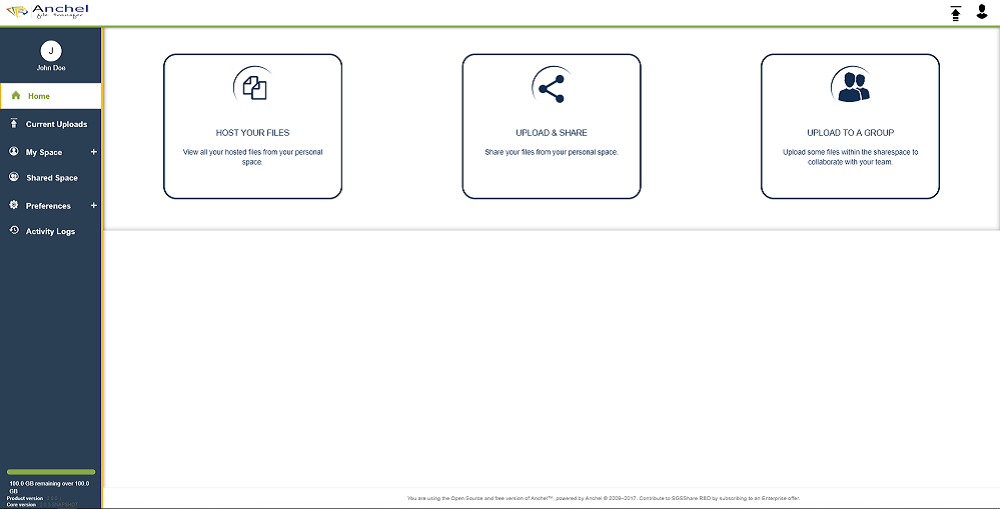 Anchel
file transfer
J
John Doe
Home
Current Uploads
My Space +
Shared Space
Preferences +
Activity Logs
HOST YOUR FILES
View all your hosted files from your personal
space.
UPLOAD & SHARE
Share your files from your personal space.
UPLOAD TO A GROUP
Upload some files within the sharespace to
collaborate with your team.
100.0 GB remaining over 100.0
GB
Product version
Core version
You are using the Open Source and free version of Anchel™, powered by Anchel © 2009–2017. Contribute to SGSShare R&D by subscribing to an Enterprise offer.